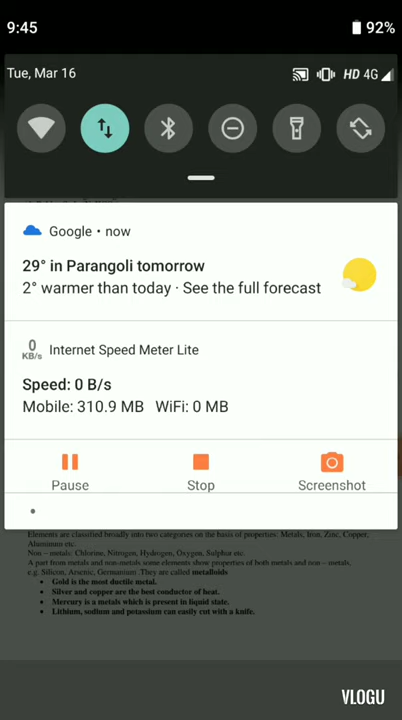 9:45
92%
Tue, Mar 16
HD 4G
Google • now
29° in Parangoli tomorrow
2° warmer than today · See the full forecast
0
KB/s
Internet Speed Meter Lite
Speed: 0 B/s
Mobile: 310.9 MB WiFi: 0 MB
Pause
Stop
Screenshot
Elements are classified broadly into two categories on the basis of properties. Metals, Iron, Zinc, Copper,
Aluminium etc.
Non – metals: Chlorine, Nitrogen, Hydrogen, Oxygen, Sulphur etc.
A part from metals and non-metals some elements show properties of both metals and non – metals,
e.g. Silicon, Arsenic, Germanium .They are called metalloids
• Gold is the most ductile metal.
• Silver and copper are the best conductor of heat.
• Mercury is a metals which is present in liquid state.
• Lithium, sodium and potassium can easily cut with a knife.
VLOGU